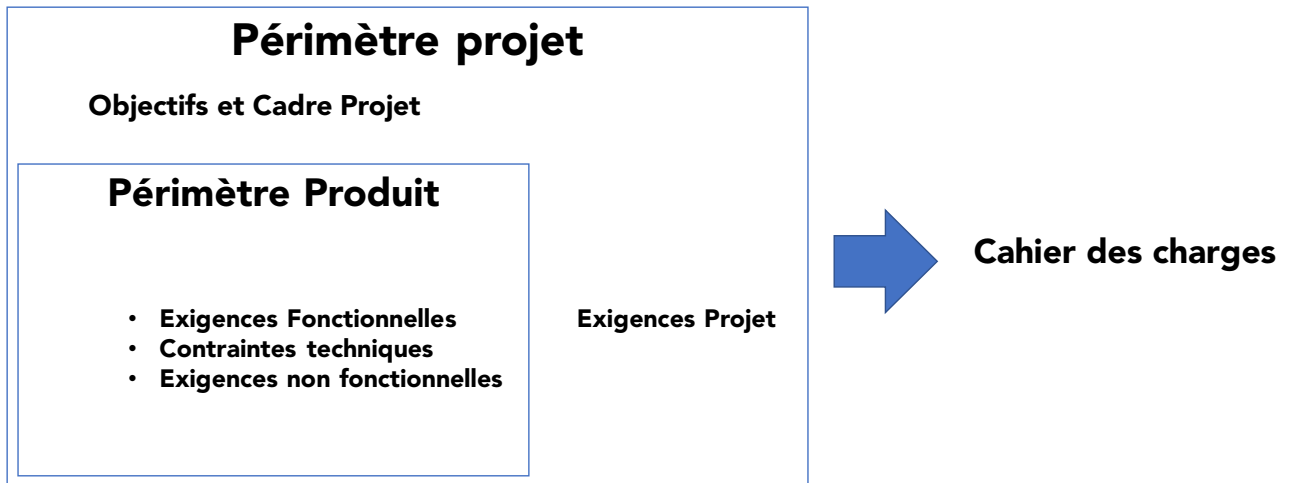 Périmètre projet
Objectifs et Cadre Projet
Périmètre Produit
• Exigences Fonctionnelles
• Contraintes techniques
• Exigences non fonctionnelles
Exigences Projet
Cahier des charges